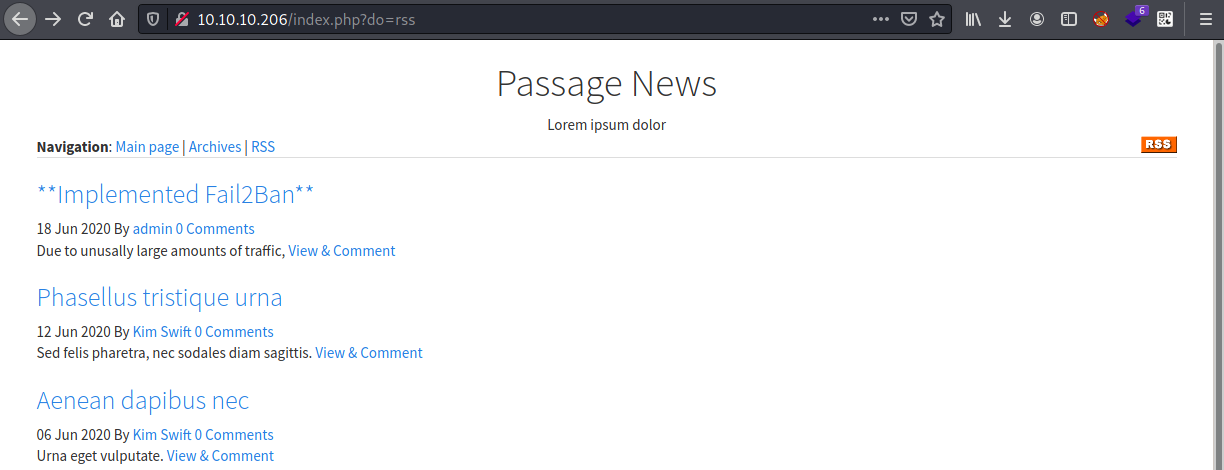 10.10.10.206/index.php?do=rss
6
Passage News
Lorem ipsum dolor
Navigation: Main page | Archives | RSS
RSS
**Implemented Fail2Ban**
18 Jun 2020 By admin 0 Comments
Due to unusally large amounts of traffic, View & Comment
Phasellus tristique urna
12 Jun 2020 By Kim Swift 0 Comments
Sed felis pharetra, nec sodales diam sagittis. View & Comment
Aenean dapibus nec
06 Jun 2020 By Kim Swift 0 Comments
Urna eget vulputate. View & Comment